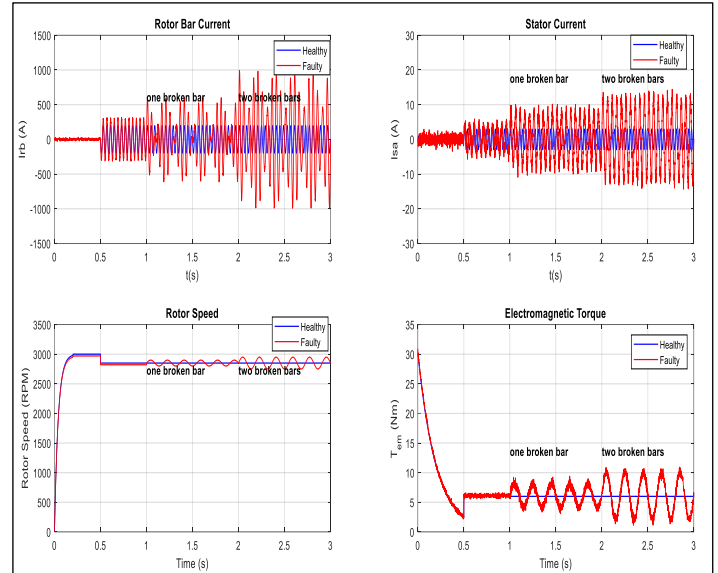 Rotor Bar Current
1500
1000
500
0
-500
-1000
-1500
Irb (A)
Healthy
Faulty
one broken bar
two broken bars
0 0.5 1 1.5 2 2.5 3
t(s)
Stator Current
30
20
10
0
-10
-20
-30
Isa (A)
Healthy
Faulty
one broken bar
two broken bars
0 0.5 1 1.5 2 2.5 3
t(s)
Rotor Speed
3500
3000
2500
2000
1500
1000
500
0
Rotor Speed (RPM)
Healthy
Faulty
one broken bar
two broken bars
0 0.5 1 1.5 2 2.5 3
Time (s)
Electromagnetic Torque
35
30
25
20
15
10
5
0
Tem (Nm)
Healthy
Faulty
one broken bar
two broken bars
0 0.5 1 1.5 2 2.5 3
Time (s)